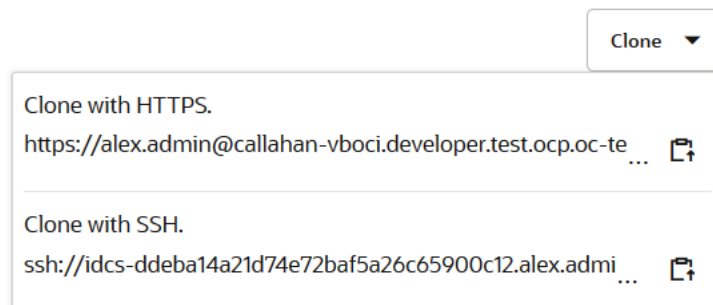 Clone
Clone with HTTPS.
https://alex.admin@callahan-vboci.developer.test.ocp.oc-te...
Clone with SSH.
ssh://idcs-ddeba14a21d74e72baf5a26c65900c12.alex.admi...